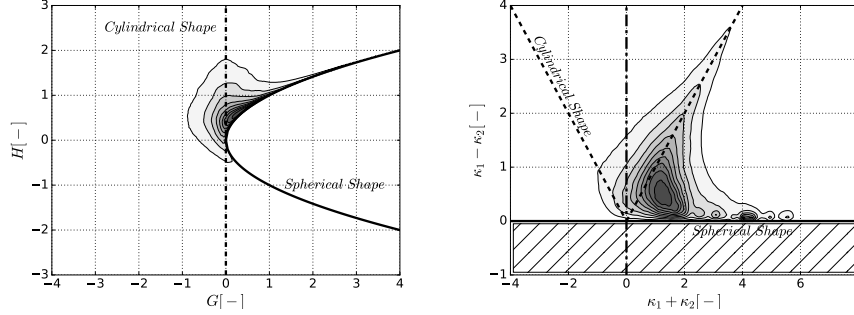 3
2
1
0
−1
−2
−3
H[−]
Cylindrical Shape
Spherical Shape
−4 −3 −2 −1 0 1 2 3 4
G[−]
4
3
2
1
0
−1
κ1 − κ2[−]
Cylindrical Shape
Spherical Shape
−4 −2 0 2 4 6
κ1 + κ2[−]